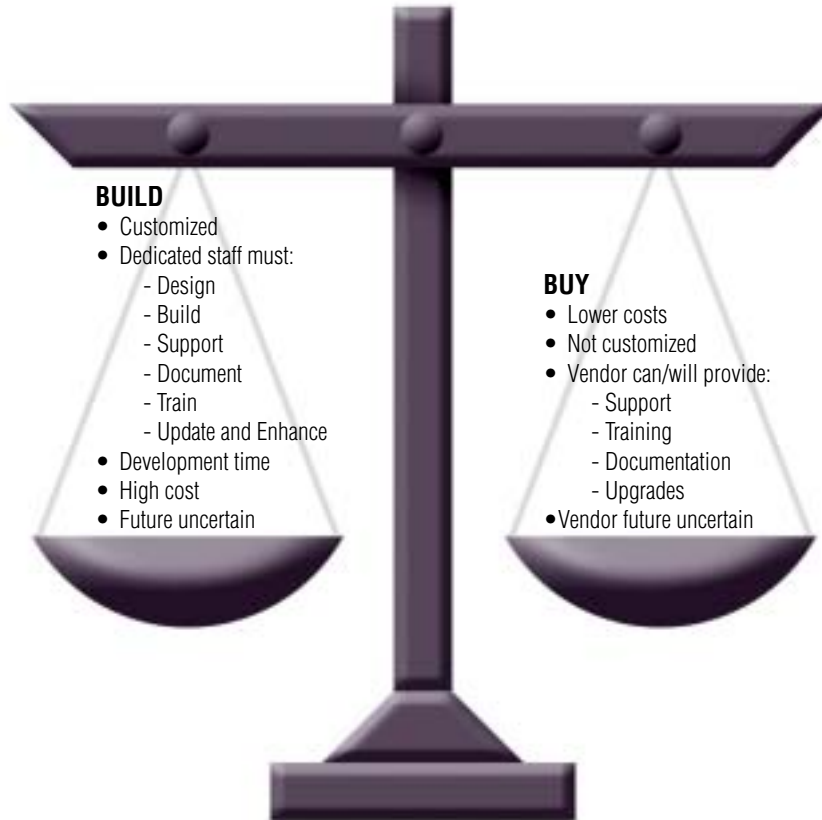 BUILD
• Customized
• Dedicated staff must:
- Design
- Build
- Support
- Document
- Train
- Update and Enhance
• Development time
• High cost
• Future uncertain
BUY
• Lower costs
• Not customized
• Vendor can/will provide:
- Support
- Training
- Documentation
- Upgrades
•Vendor future uncertain